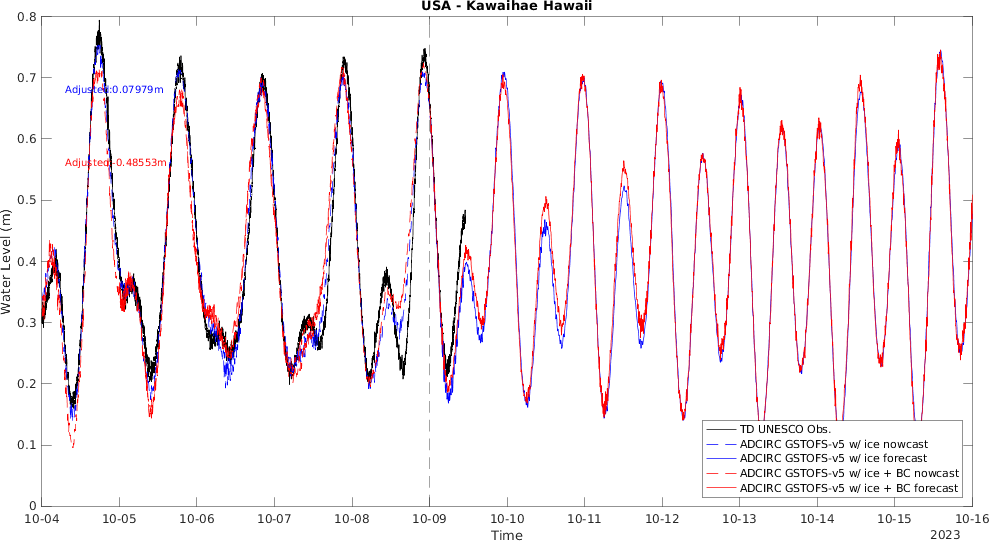 USA - Kawaihae Hawaii
0.8
0.7
0.6
0.5
0.4
0.3
0.2
0.1
0
Water Level (m)
Adjusted:0.07979m
Adjusted:-0.48553m
TD UNESCO Obs.
ADCIRC GSTOFS-v5 w/ ice nowcast
ADCIRC GSTOFS-v5 w/ ice forecast
ADCIRC GSTOFS-v5 w/ ice + BC nowcast
ADCIRC GSTOFS-v5 w/ ice + BC forecast
10-04 10-05 10-06 10-07 10-08 10-09 10-10 10-11 10-12 10-13 10-14 10-15 10-16
Time
2023